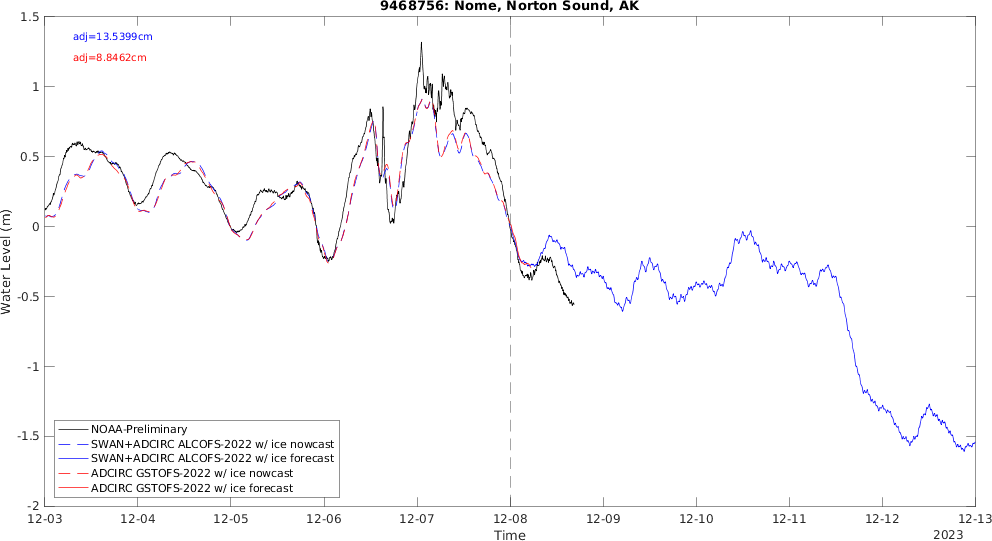 9468756: Nome, Norton Sound, AK
adj=13.5399cm
adj=8.8462cm
Water Level (m)
1.5
1
0.5
0
-0.5
-1
-1.5
-2
NOAA-Preliminary
SWAN+ADCIRC ALCOFS-2022 w/ ice nowcast
SWAN+ADCIRC ALCOFS-2022 w/ ice forecast
ADCIRC GSTOFS-2022 w/ ice nowcast
ADCIRC GSTOFS-2022 w/ ice forecast
12-03 12-04 12-05 12-06 12-07 12-08 12-09 12-10 12-11 12-12 12-13
Time
2023